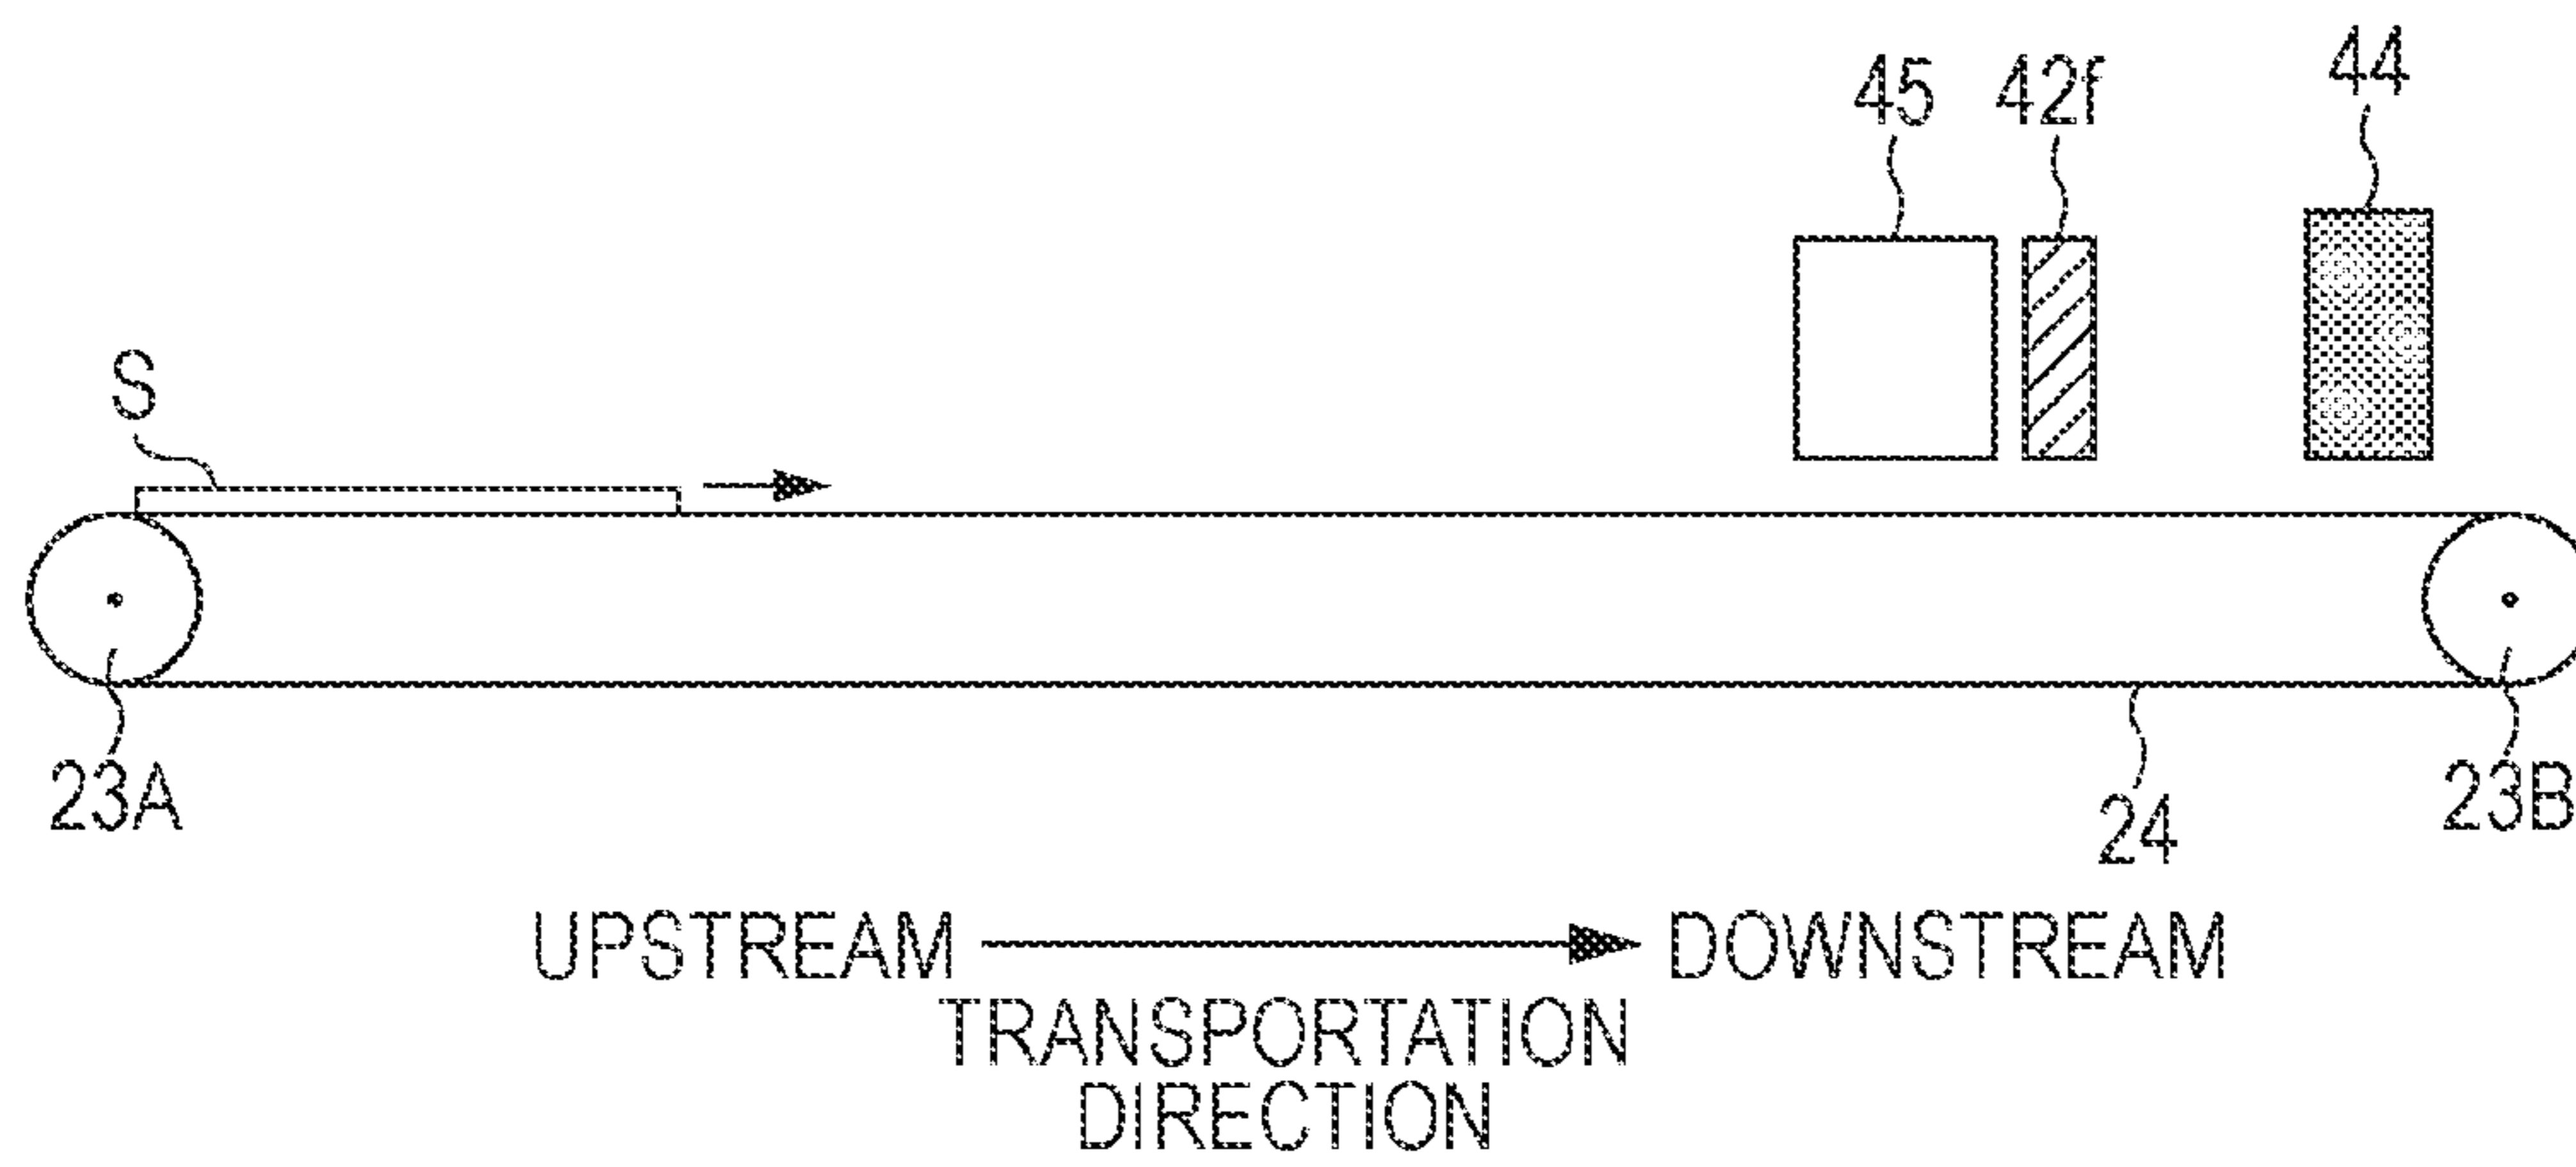 45 42f 44
S
23A 24 23B
UPSTREAM DOWNSTREAM
TRANSPORTATION
DIRECTION